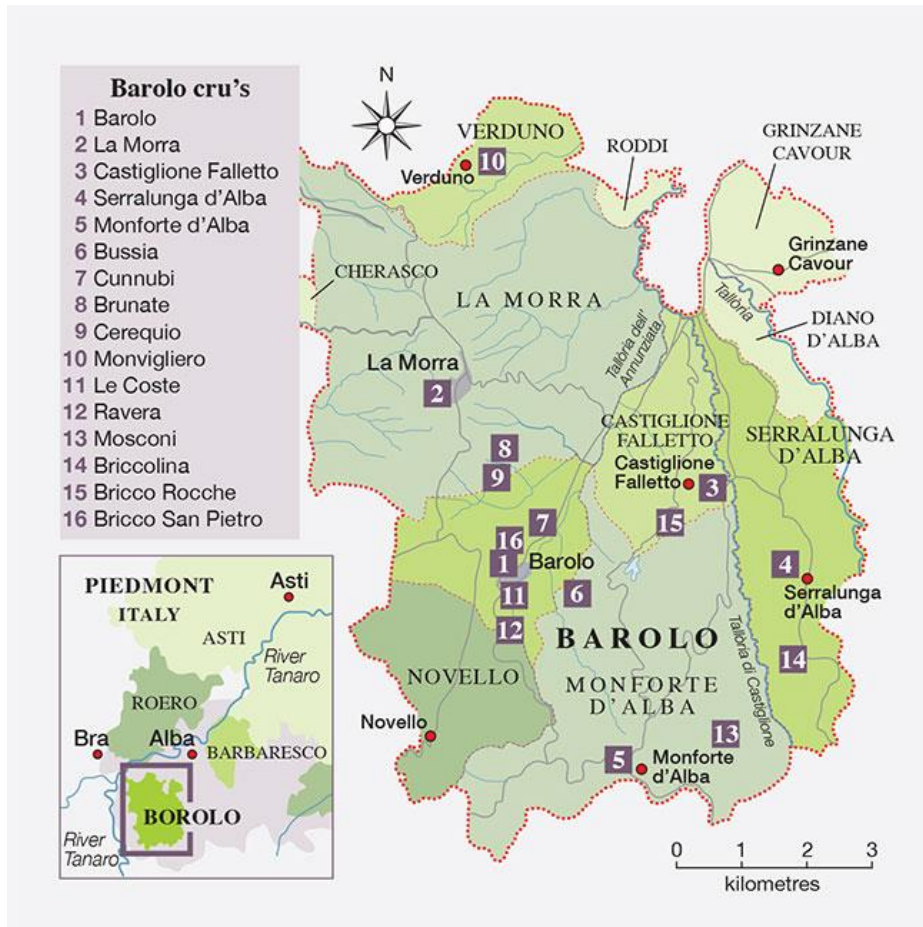 Barolo cru's
1 Barolo
2 La Morra
3 Castiglione Falletto
4 Serralunga d'Alba
5 Monforte d'Alba
6 Bussia
7 Cunnubi
8 Brunate
9 Cerequio
10 Monvigliero
11 Le Coste
12 Ravera
13 Mosconi
14 Briccolina
15 Bricco Rocche
16 Bricco San Pietro
N
VERDUNO
10
Verduno
RODDI
GRINZANE
CAVOUR
Grinzane
Cavour
CHERASCO
LA MORRA
Tallòria
DIANO
D'ALBA
Tallòria dell'
Annunziata
La Morra
2
CASTIGLIONE
FALLETTO
SERRALUNGA
D'ALBA
8
9
Castiglione
Falletto
3
7
15
16
1
Barolo
4
Serralunga
d'Alba
11
6
12
BAROLO
14
NOVELLO
MONFORTE
D'ALBA
Tallòria di Castiglione
Novello
13
5
Monforte
d'Alba
0 1 2 3
kilometres
PIEDMONT
ITALY
Asti
ASTI
River
Tanaro
ROERO
Bra
Alba
BARBARESCO
BOROLO
River
Tanaro